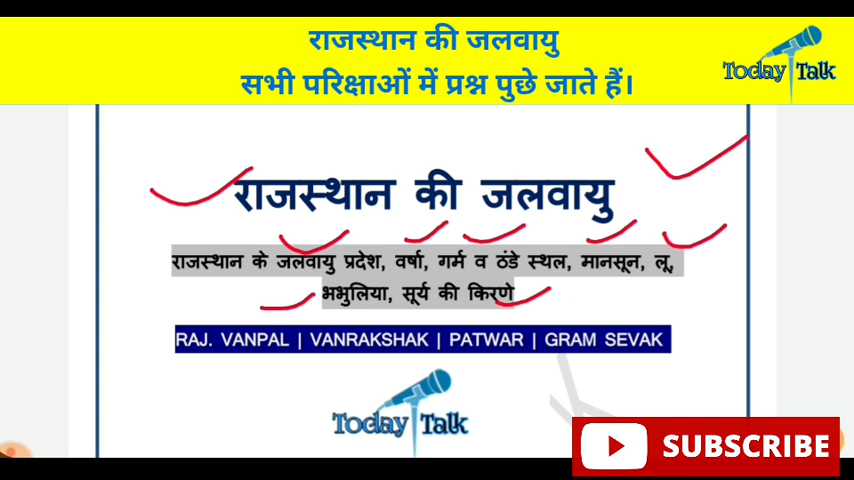 राजस्थान की जलवायु
सभी परिक्षाओं में प्रश्न पुछे जाते हैं।
Today Talk
राजस्थान की जलवायु
राजस्थान के जलवायु प्रदेश, वर्षा, गर्म व ठंडे स्थल, मानसून, लू,
भभुलिया, सूर्य की किरणे
RAJ. VANPAL | VANRAKSHAK | PATWAR | GRAM SEVAK
Today Talk
SUBSCRIBE